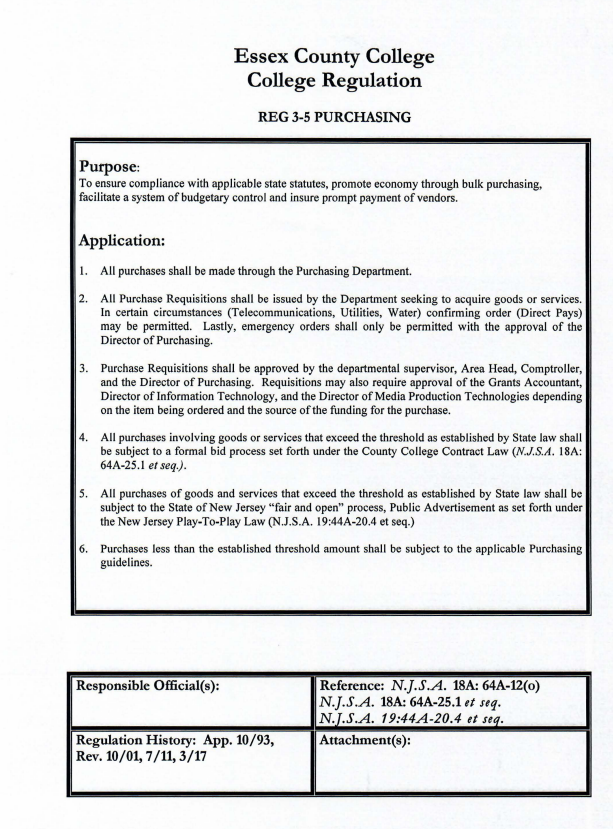 Essex County College
College Regulation
REG 3-5 PURCHASING
Purpose:
To ensure compliance with applicable state statutes, promote economy through bulk purchasing,
facilitate a system of budgetary control and insure prompt payment of vendors.
Application:
1. All purchases shall be made through the Purchasing Department.
2. All Purchase Requisitions shall be issued by the Department seeking to acquire goods or services.
In certain circumstances (Telecommunications, Utilities, Water) confirming order (Direct Pays)
may be permitted. Lastly, emergency orders shall only be permitted with the approval of the
Director of Purchasing.
3. Purchase Requisitions shall be approved by the departmental supervisor, Area Head, Comptroller,
and the Director of Purchasing. Requisitions may also require approval of the Grants Accountant,
Director of Information Technology, and the Director of Media Production Technologies depending
on the item being ordered and the source of the funding for the purchase.
4. All purchases involving goods or services that exceed the threshold as established by State law shall
be subject to a formal bid process set forth under the County College Contract Law (N.J.S.A. 18A:
64A-25.1 et seq.).
5. All purchases of goods and services that exceed the threshold as established by State law shall be
subject to the State of New Jersey “fair and open” process, Public Advertisement as set forth under
the New Jersey Play-To-Play Law (N.J.S.A. 19:44A-20.4 et seq.)
6. Purchases less than the established threshold amount shall be subject to the applicable Purchasing
guidelines.
Responsible Official(s):
Reference: N.J.S.A. 18A: 64A-12(o)
N.J.S.A. 18A: 64A-25.1 et seq.
N.J.S.A. 19:44A-20.4 et seq.
Regulation History: App. 10/93,
Rev. 10/01, 7/11, 3/17
Attachment(s):